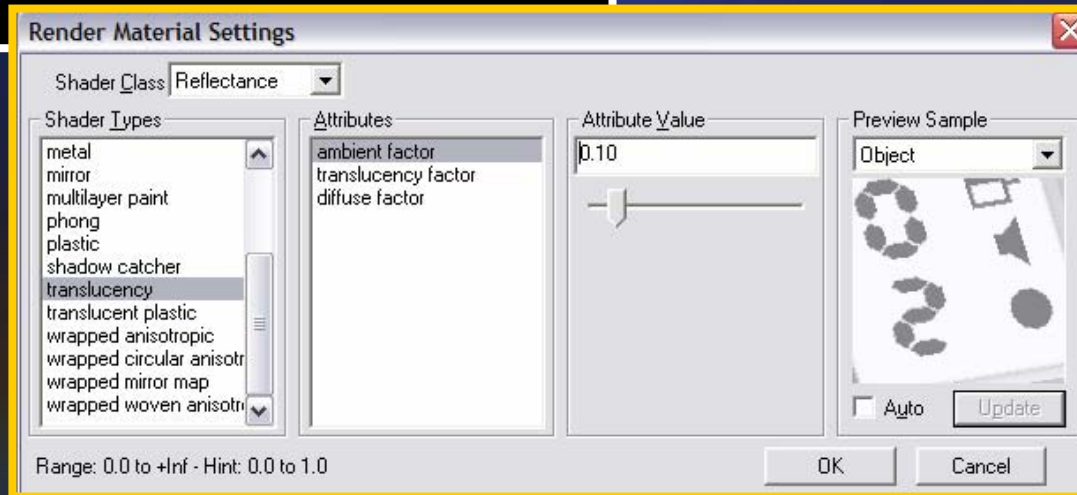 Render Material Settings
Shader Class Reflectance
Shader Types
metal
mirror
multilayer paint
phong
plastic
shadow catcher
translucency
translucent plastic
wrapped anisotropic
wrapped circular anisotr
wrapped mirror map
wrapped woven anisotr
Attributes
ambient factor
translucency factor
diffuse factor
Attribute Value
0.10
Preview Sample
Object
0
2
Auto
Update
Range: 0.0 to +Inf - Hint: 0.0 to 1.0
OK
Cancel